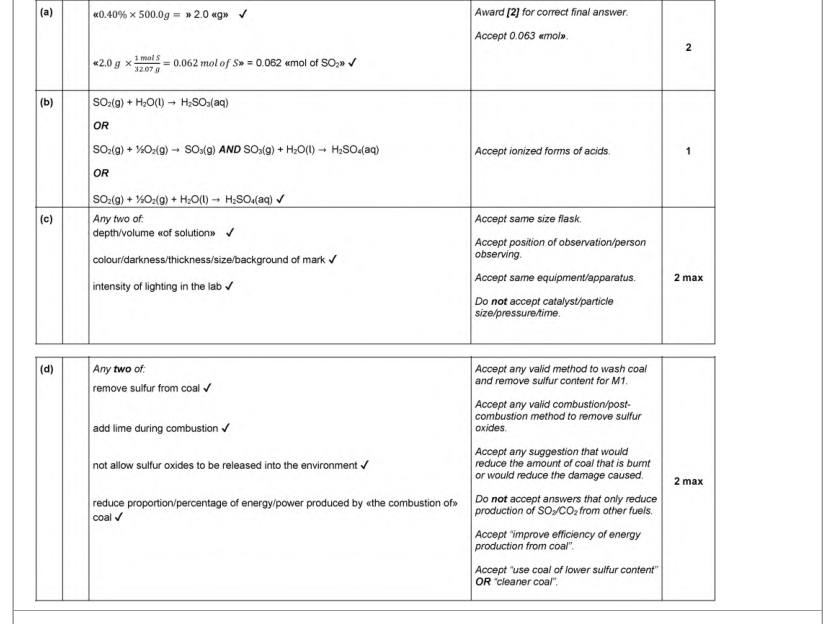 (a)
«0.40% × 500.0g = » 2.0 «g» ✓
«2.0 g × 1 mol S / 32.07 g = 0.062 mol of S» = 0.062 «mol of SO₂» ✓
Award [2] for correct final answer.
Accept 0.063 «mol».
2
(b)
SO₂(g) + H₂O(l) → H₂SO₃(aq)
OR
SO₂(g) + ½O₂(g) → SO₃(g) AND SO₃(g) + H₂O(l) → H₂SO₄(aq)
OR
SO₂(g) + ½O₂(g) + H₂O(l) → H₂SO₄(aq) ✓
Accept ionized forms of acids.
1
(c)
Any two of:
depth/volume «of solution» ✓
colour/darkness/thickness/size/background of mark ✓
intensity of lighting in the lab ✓
Accept same size flask.
Accept position of observation/person
observing.
Accept same equipment/apparatus.
Do not accept catalyst/particle
size/pressure/time.
2 max
(d)
Any two of:
remove sulfur from coal ✓
add lime during combustion ✓
not allow sulfur oxides to be released into the environment ✓
reduce proportion/percentage of energy/power produced by «the combustion of»
coal ✓
Accept any valid method to wash coal
and remove sulfur content for M1.
Accept any valid combustion/post-
combustion method to remove sulfur
oxides.
Accept any suggestion that would
reduce the amount of coal that is burnt
or would reduce the damage caused.
Do not accept answers that only reduce
production of SO₂/CO₂ from other fuels.
Accept "improve efficiency of energy
production from coal".
Accept "use coal of lower sulfur content"
OR "cleaner coal".
2 max